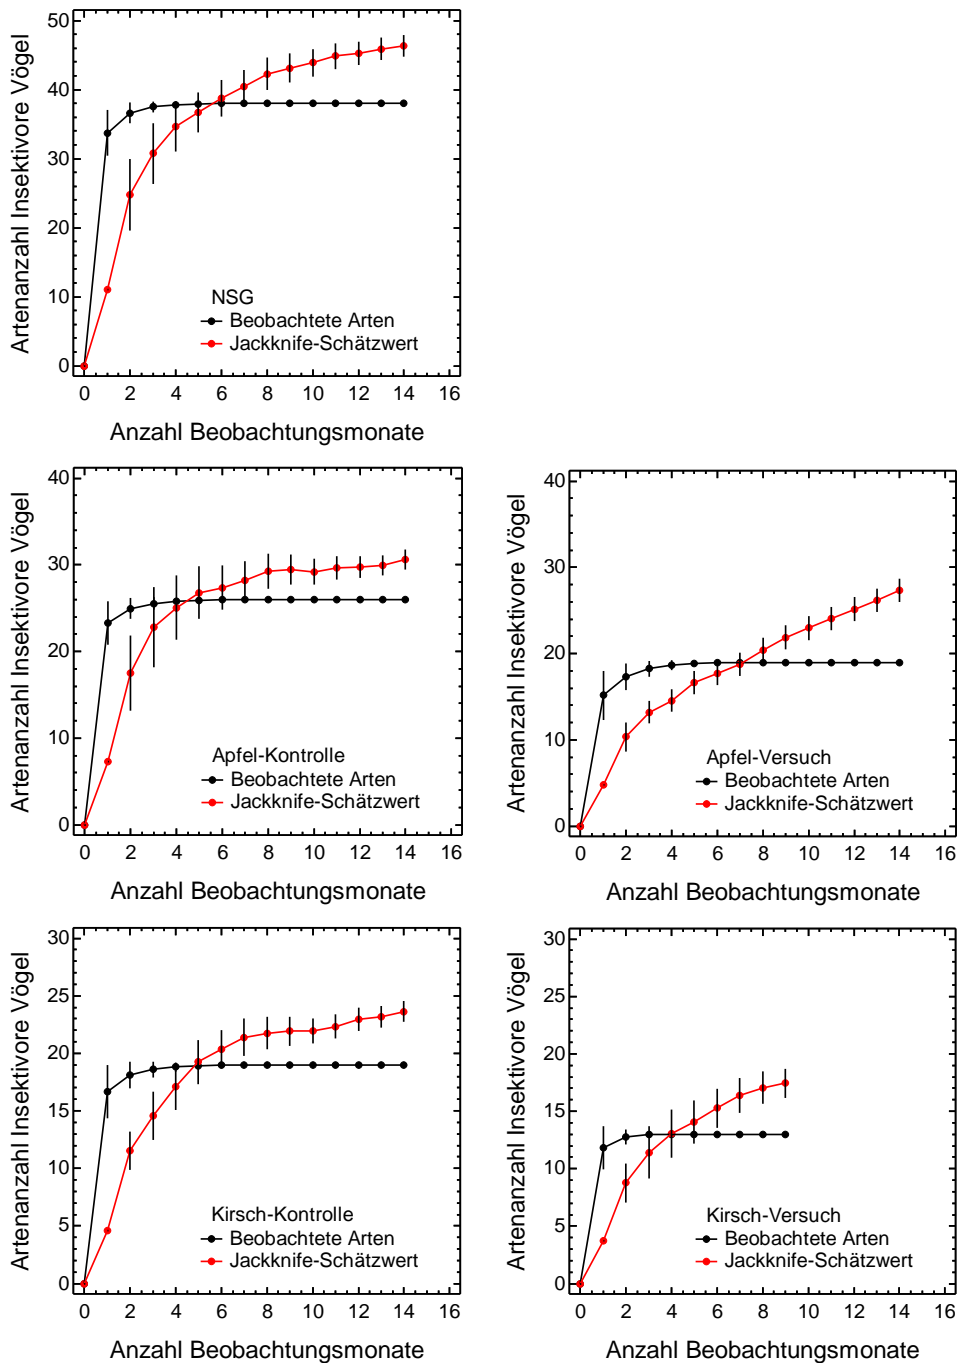 Artenanzahl Insektivore Vögel
50
40
30
20
10
0
NSG
Beobachtete Arten
Jackknife-Schätzwert
0 2 4 6 8 10 12 14 16
Anzahl Beobachtungsmonate
Artenanzahl Insektivore Vögel
40
30
20
10
0
Apfel-Kontrolle
Beobachtete Arten
Jackknife-Schätzwert
0 2 4 6 8 10 12 14 16
Anzahl Beobachtungsmonate
Artenanzahl Insektivore Vögel
40
30
20
10
0
Apfel-Versuch
Beobachtete Arten
Jackknife-Schätzwert
0 2 4 6 8 10 12 14 16
Anzahl Beobachtungsmonate
Artenanzahl Insektivore Vögel
30
25
20
15
10
5
0
Kirsch-Kontrolle
Beobachtete Arten
Jackknife-Schätzwert
0 2 4 6 8 10 12 14 16
Anzahl Beobachtungsmonate
Artenanzahl Insektivore Vögel
30
25
20
15
10
5
0
Kirsch-Versuch
Beobachtete Arten
Jackknife-Schätzwert
0 2 4 6 8 10 12 14 16
Anzahl Beobachtungsmonate